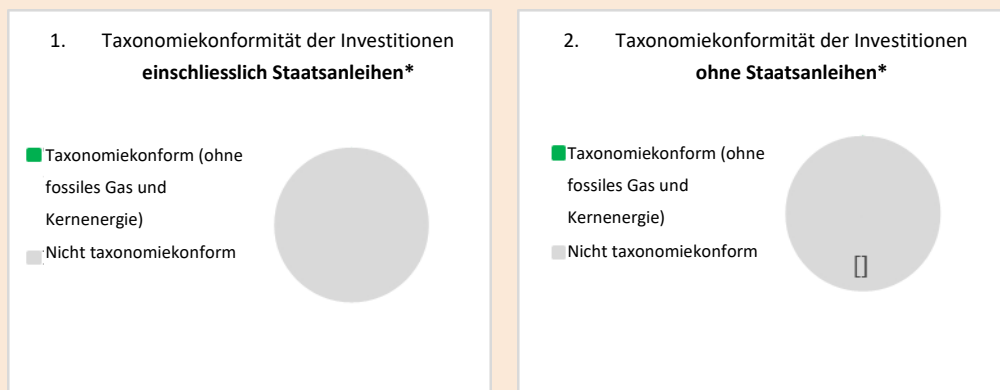 1. Taxonomiekonformität der Investitionen
einschliesslich Staatsanleihen*
Taxonomiekonform (ohne
fossiles Gas und
Kernenergie)
Nicht taxonomiekonform
2. Taxonomiekonformität der Investitionen
ohne Staatsanleihen*
Taxonomiekonform (ohne
fossiles Gas und
Kernenergie)
Nicht taxonomiekonform
[]